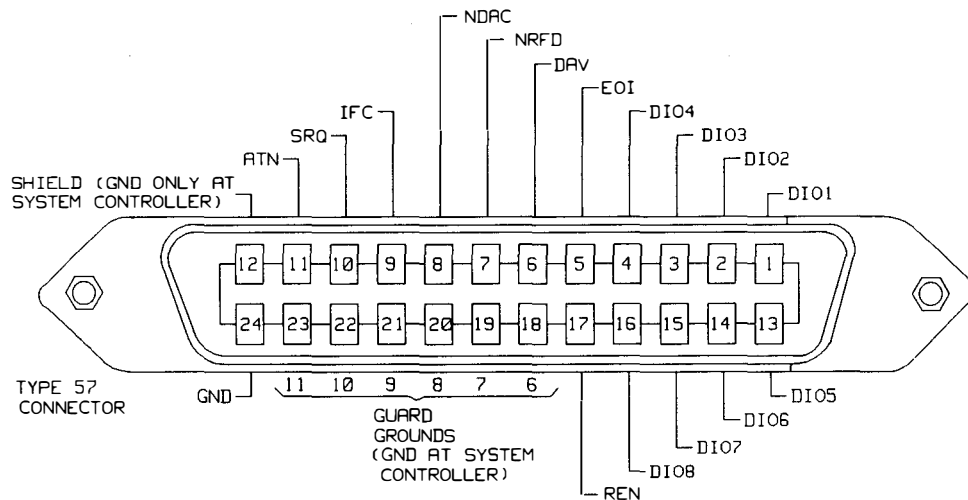 NDAC
NRFD
DAV
EOI
IFC
DIO4
SRQ
DIO3
ATN
DIO2
SHIELD (GND ONLY AT
SYSTEM CONTROLLER)
DIO1
12 11 10 9 8 7 6 5 4 3 2 1
24 23 22 21 20 19 18 17 16 15 14 13
TYPE 57
CONNECTOR
GND
11 10 9 8 7 6
DIO5
GUARD
GROUNDS
(GND AT SYSTEM
CONTROLLER)
DIO6
DIO7
DIO8
REN